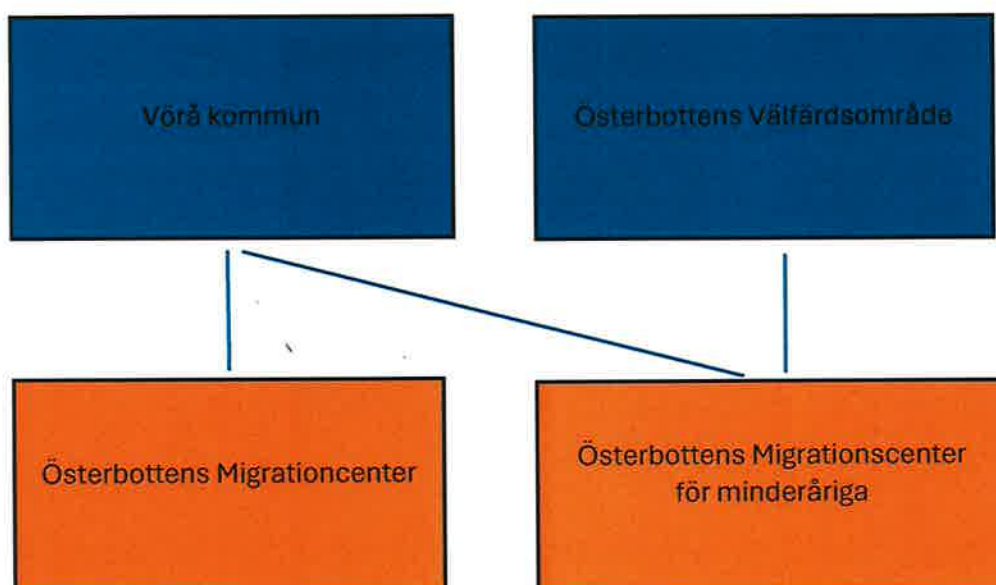 Vörå kommun
Österbottens Välfärdsområde
Österbottens Migrationcenter
Österbottens Migrationscenter
för minderåriga